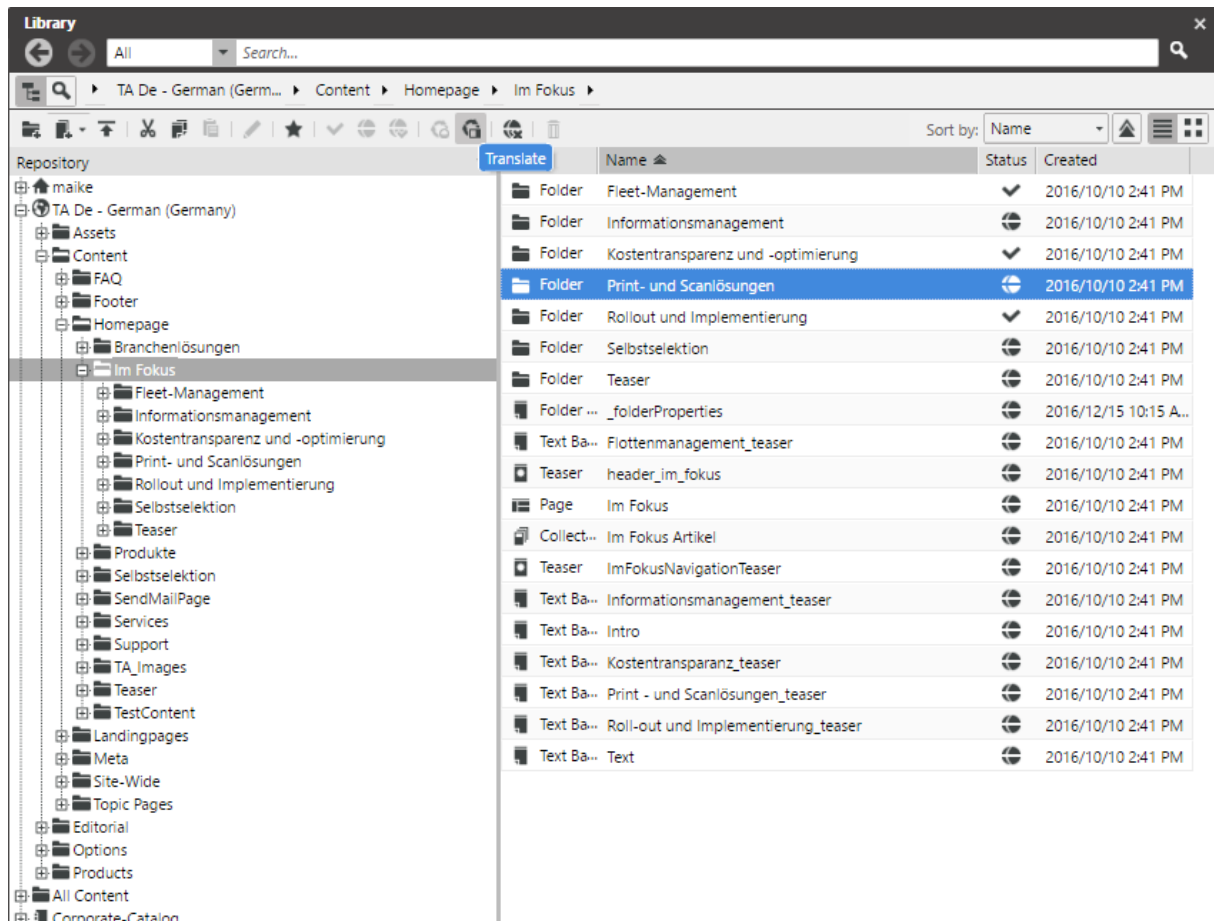 Library
All Search...
TA De - German (Germ... Content Homepage Im Fokus
Sort by: Name
Translate
Repository Name Status Created
maike
TA De - German (Germany)
Assets
Content
FAQ
Footer
Homepage
Branchenlösungen
Im Fokus
Fleet-Management
Informationsmanagement
Kostentransparenz und -optimierung
Print- und Scanlösungen
Rollout und Implementierung
Selbstselektion
Teaser
Produkte
Selbstselektion
SendMailPage
Services
Support
TA_Images
Teaser
TestContent
Landingpages
Meta
Site-Wide
Topic Pages
Editorial
Options
Products
All Content
Corporate-Catalog
Folder Fleet-Management 2016/10/10 2:41 PM
Folder Informationsmanagement 2016/10/10 2:41 PM
Folder Kostentransparenz und -optimierung 2016/10/10 2:41 PM
Folder Print- und Scanlösungen 2016/10/10 2:41 PM
Folder Rollout und Implementierung 2016/10/10 2:41 PM
Folder Selbstselektion 2016/10/10 2:41 PM
Folder Teaser 2016/10/10 2:41 PM
Folder ... _folderProperties 2016/12/15 10:15 A...
Text Ba... Flottenmanagement_teaser 2016/10/10 2:41 PM
Teaser header_im_fokus 2016/10/10 2:41 PM
Page Im Fokus 2016/10/10 2:41 PM
Collect... Im Fokus Artikel 2016/10/10 2:41 PM
Teaser ImFokusNavigationTeaser 2016/10/10 2:41 PM
Text Ba... Informationsmanagement_teaser 2016/10/10 2:41 PM
Text Ba... Intro 2016/10/10 2:41 PM
Text Ba... Kostentransparanz_teaser 2016/10/10 2:41 PM
Text Ba... Print - und Scanlösungen_teaser 2016/10/10 2:41 PM
Text Ba... Roll-out und Implementierung_teaser 2016/10/10 2:41 PM
Text Ba... Text 2016/10/10 2:41 PM